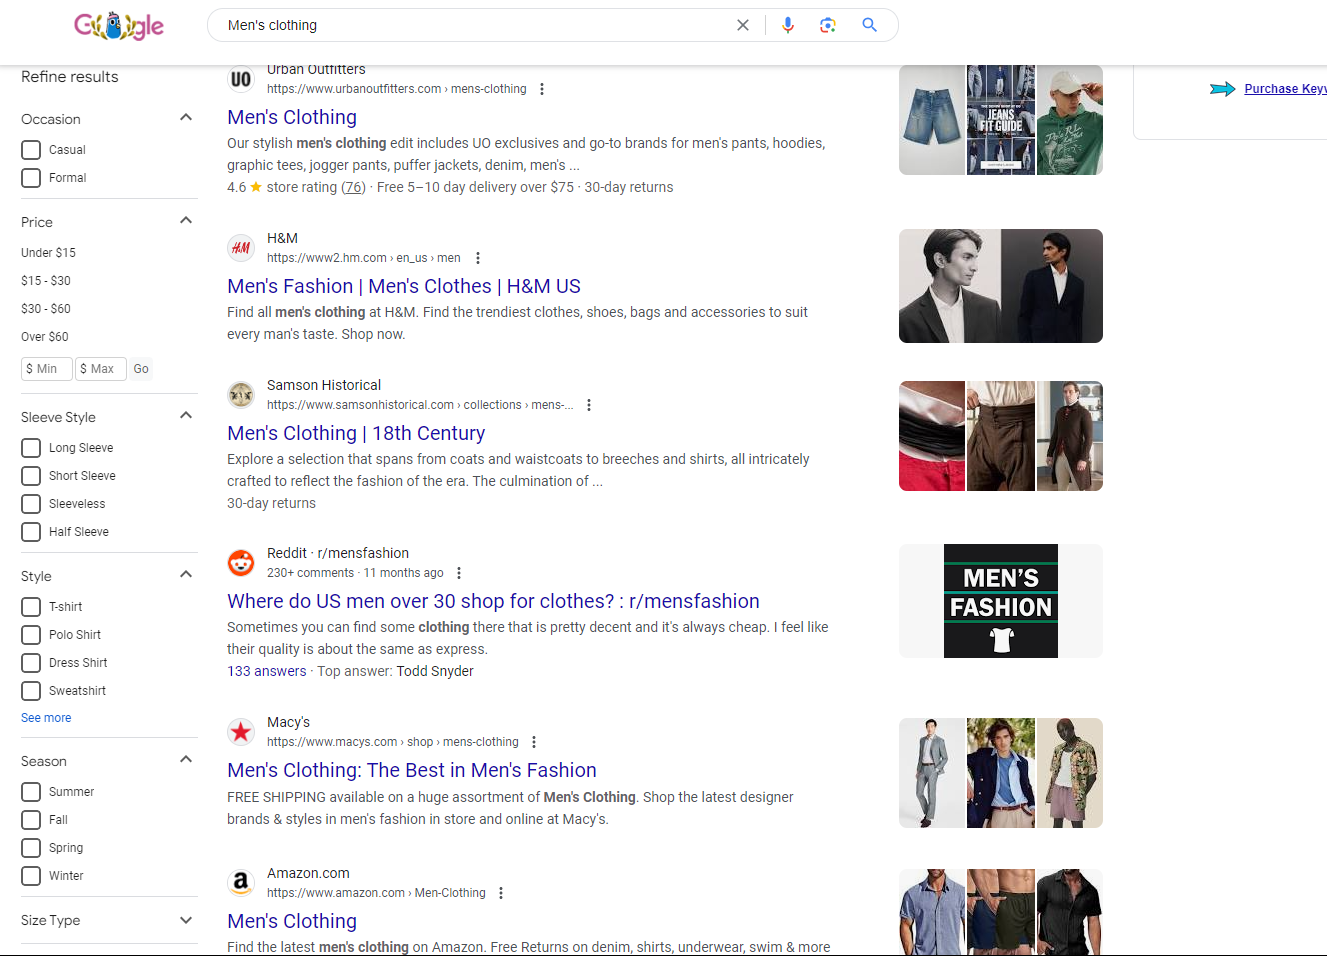 Google
Men's clothing
Refine results
Occasion
Casual
Formal
Price
Under $15
$15 - $30
$30 - $60
Over $60
$ Min
$ Max
Go
Sleeve Style
Long Sleeve
Short Sleeve
Sleeveless
Half Sleeve
Style
T-shirt
Polo Shirt
Dress Shirt
Sweatshirt
See more
Season
Summer
Fall
Spring
Winter
Size Type
UO
Urban Outfitters
https://www.urbanoutfitters.com › mens-clothing
Men's Clothing
Our stylish men's clothing edit includes UO exclusives and go-to brands for men's pants, hoodies,
graphic tees, jogger pants, puffer jackets, denim, men's ...
4.6 ★ store rating (76) · Free 5–10 day delivery over $75 · 30-day returns
JEANS
FIT GUIDE
H&M
H&M
https://www2.hm.com › en_us › men
Men's Fashion | Men's Clothes | H&M US
Find all men's clothing at H&M. Find the trendiest clothes, shoes, bags and accessories to suit
every man's taste. Shop now.
Samson Historical
https://www.samsonhistorical.com › collections › mens-...
Men's Clothing | 18th Century
Explore a selection that spans from coats and waistcoats to breeches and shirts, all intricately
crafted to reflect the fashion of the era. The culmination of ...
30-day returns
Reddit · r/mensfashion
230+ comments · 11 months ago
Where do US men over 30 shop for clothes? : r/mensfashion
Sometimes you can find some clothing there that is pretty decent and it's always cheap. I feel like
their quality is about the same as express.
133 answers · Top answer: Todd Snyder
MEN'S
FASHION
Macy's
https://www.macys.com › shop › mens-clothing
Men's Clothing: The Best in Men's Fashion
FREE SHIPPING available on a huge assortment of Men's Clothing. Shop the latest designer
brands & styles in men's fashion in store and online at Macy's.
a
Amazon.com
https://www.amazon.com › Men-Clothing
Men's Clothing
Find the latest men's clothing on Amazon. Free Returns on denim, shirts, underwear, swim & more
Purchase Keyw